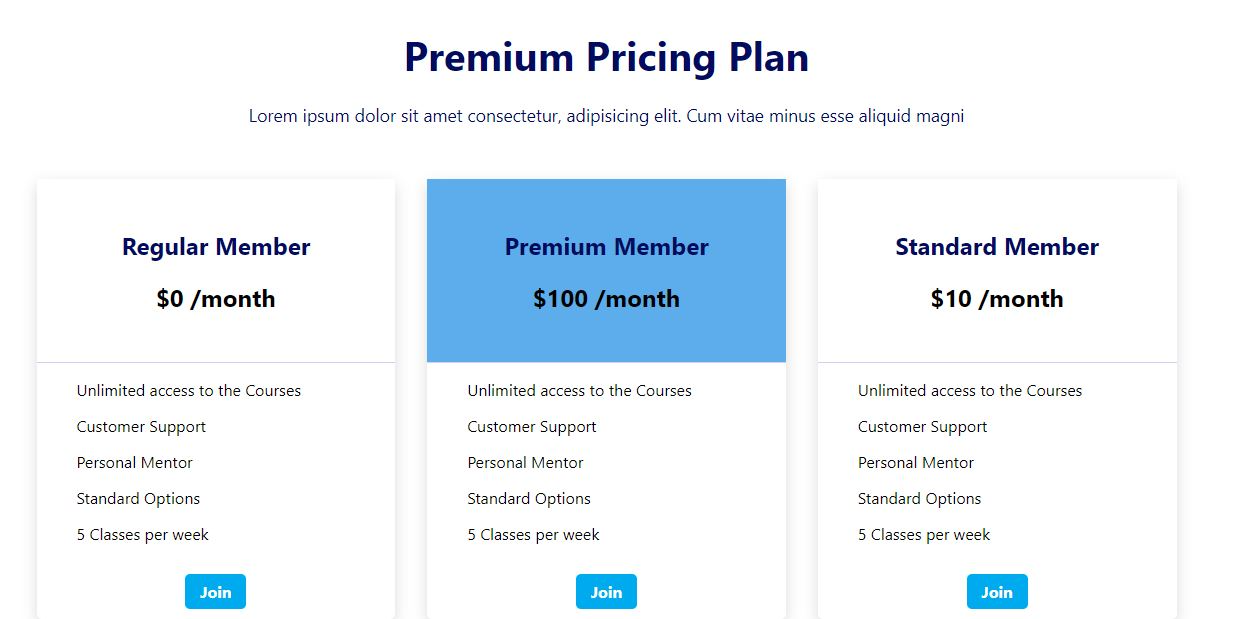 Premium Pricing Plan
Lorem ipsum dolor sit amet consectetur, adipisicing elit. Cum vitae minus esse aliquid magni
Regular Member
$0 /month
Unlimited access to the Courses
Customer Support
Personal Mentor
Standard Options
5 Classes per week
Join
Premium Member
$100 /month
Unlimited access to the Courses
Customer Support
Personal Mentor
Standard Options
5 Classes per week
Join
Standard Member
$10 /month
Unlimited access to the Courses
Customer Support
Personal Mentor
Standard Options
5 Classes per week
Join